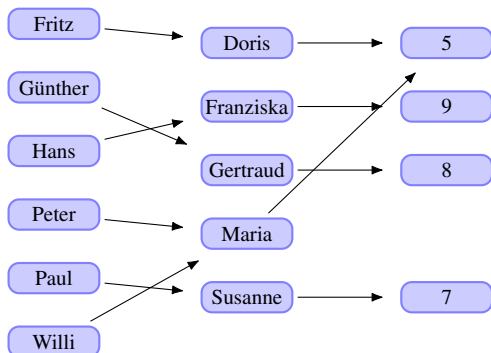 Fritz
Günther
Hans
Peter
Paul
Willi
Doris
Franziska
Gertraud
Maria
Susanne
5
9
8
7